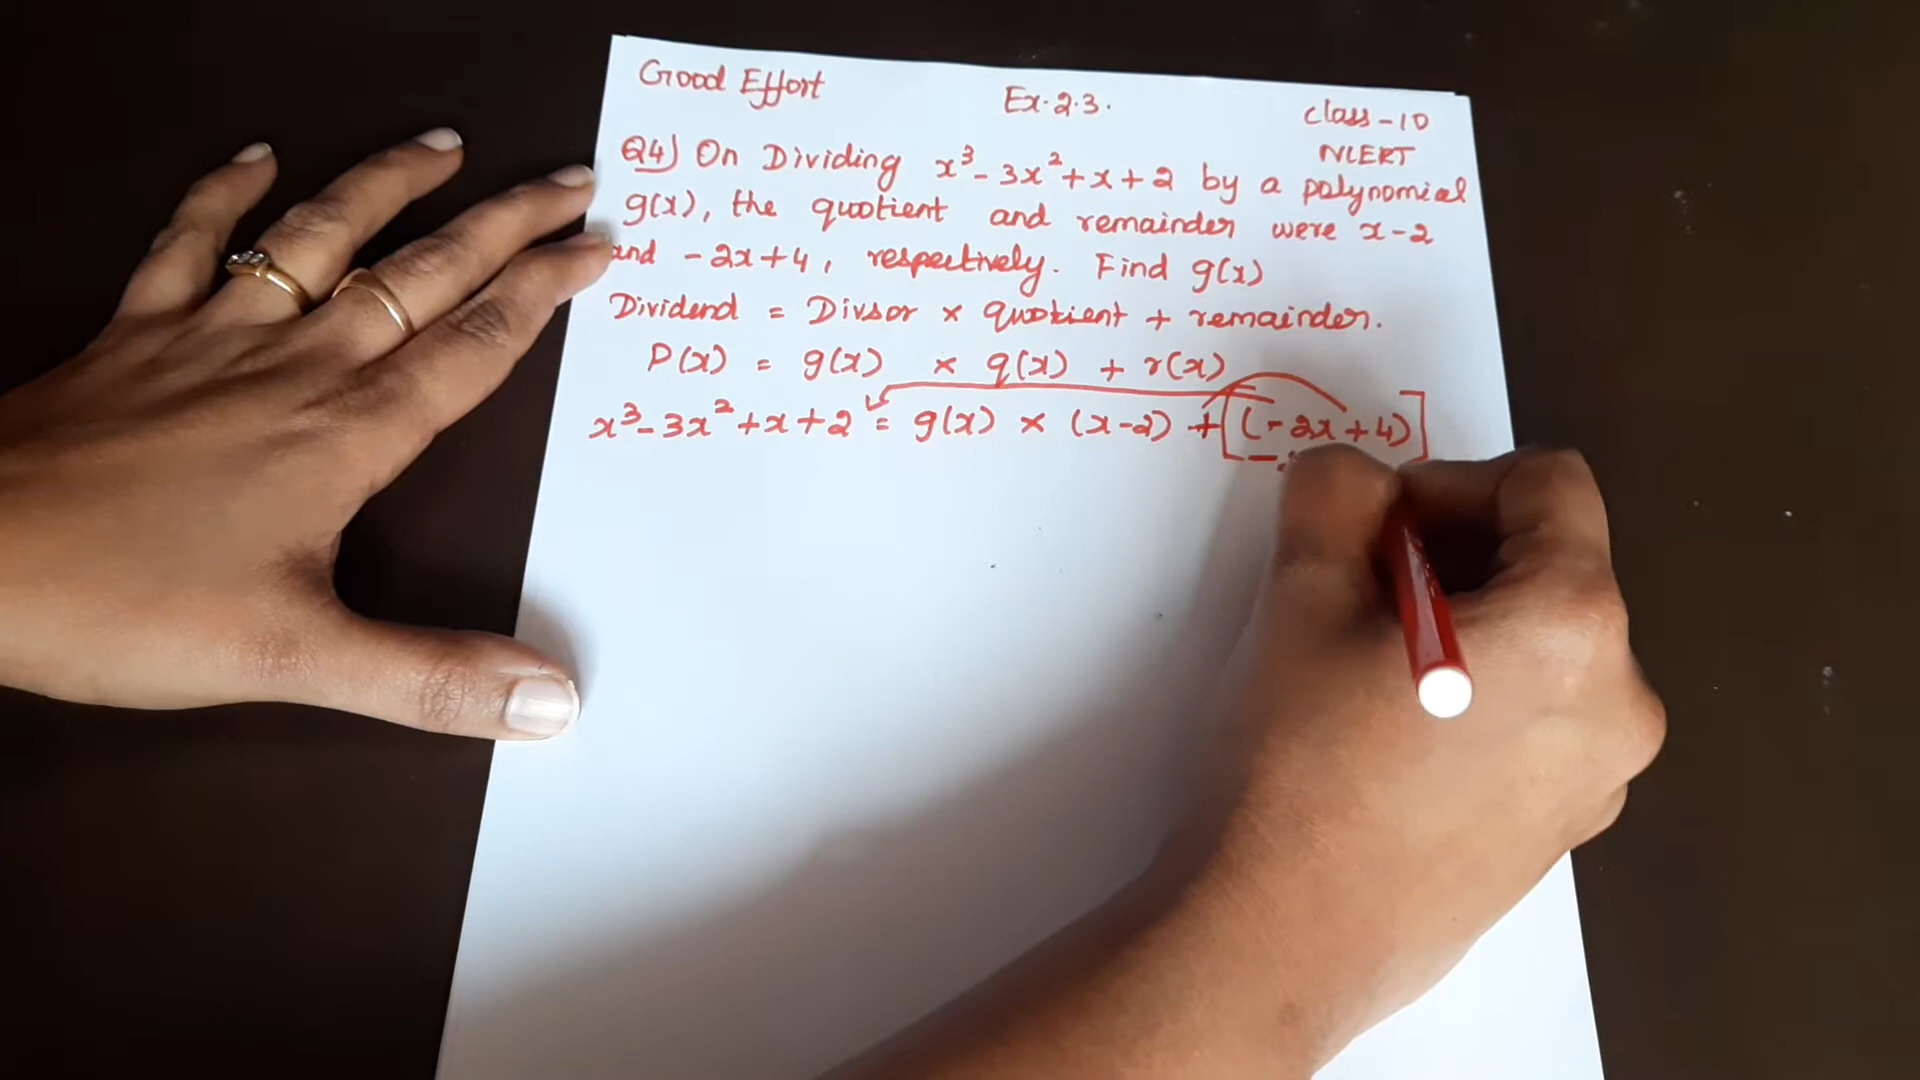 Good Effort
Ex. 2.3.
Class - 10
NCERT
Q4) On Dividing x³ - 3x² + x + 2 by a polynomial
g(x), the quotient and remainder were x - 2
and - 2x + 4, respectively. Find g(x)
Dividend = Divsor × quotient + remainder.
P(x) = g(x) × q(x) + r(x)
x³ - 3x² + x + 2 = g(x) × (x - 2) + [(- 2x + 4)]